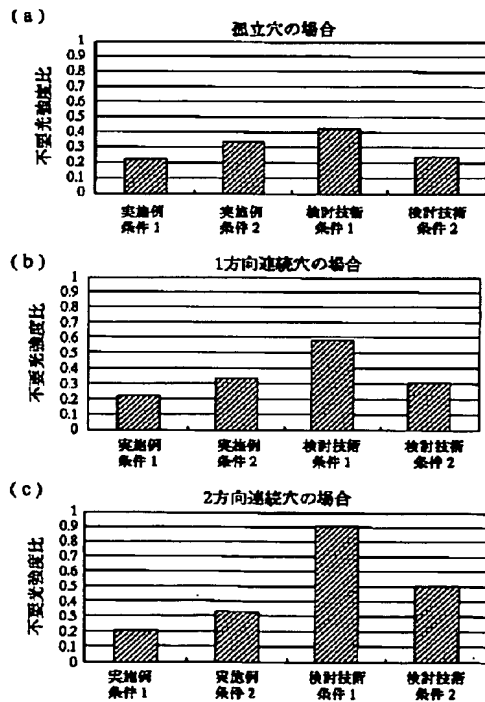 (a)
孤立穴の場合
不要光強度比
1
0.9
0.8
0.7
0.6
0.5
0.4
0.3
0.2
0.1
0
実施例 実施例 検討技術 検討技術
条件1 条件2 条件1 条件2
(b)
1方向連続穴の場合
不要光強度比
1
0.9
0.8
0.7
0.6
0.5
0.4
0.3
0.2
0.1
0
実施例 実施例 検討技術 検討技術
条件1 条件2 条件1 条件2
(c)
2方向連続穴の場合
不要光強度比
1
0.9
0.8
0.7
0.6
0.5
0.4
0.3
0.2
0.1
0
実施例 実施例 検討技術 検討技術
条件1 条件2 条件1 条件2